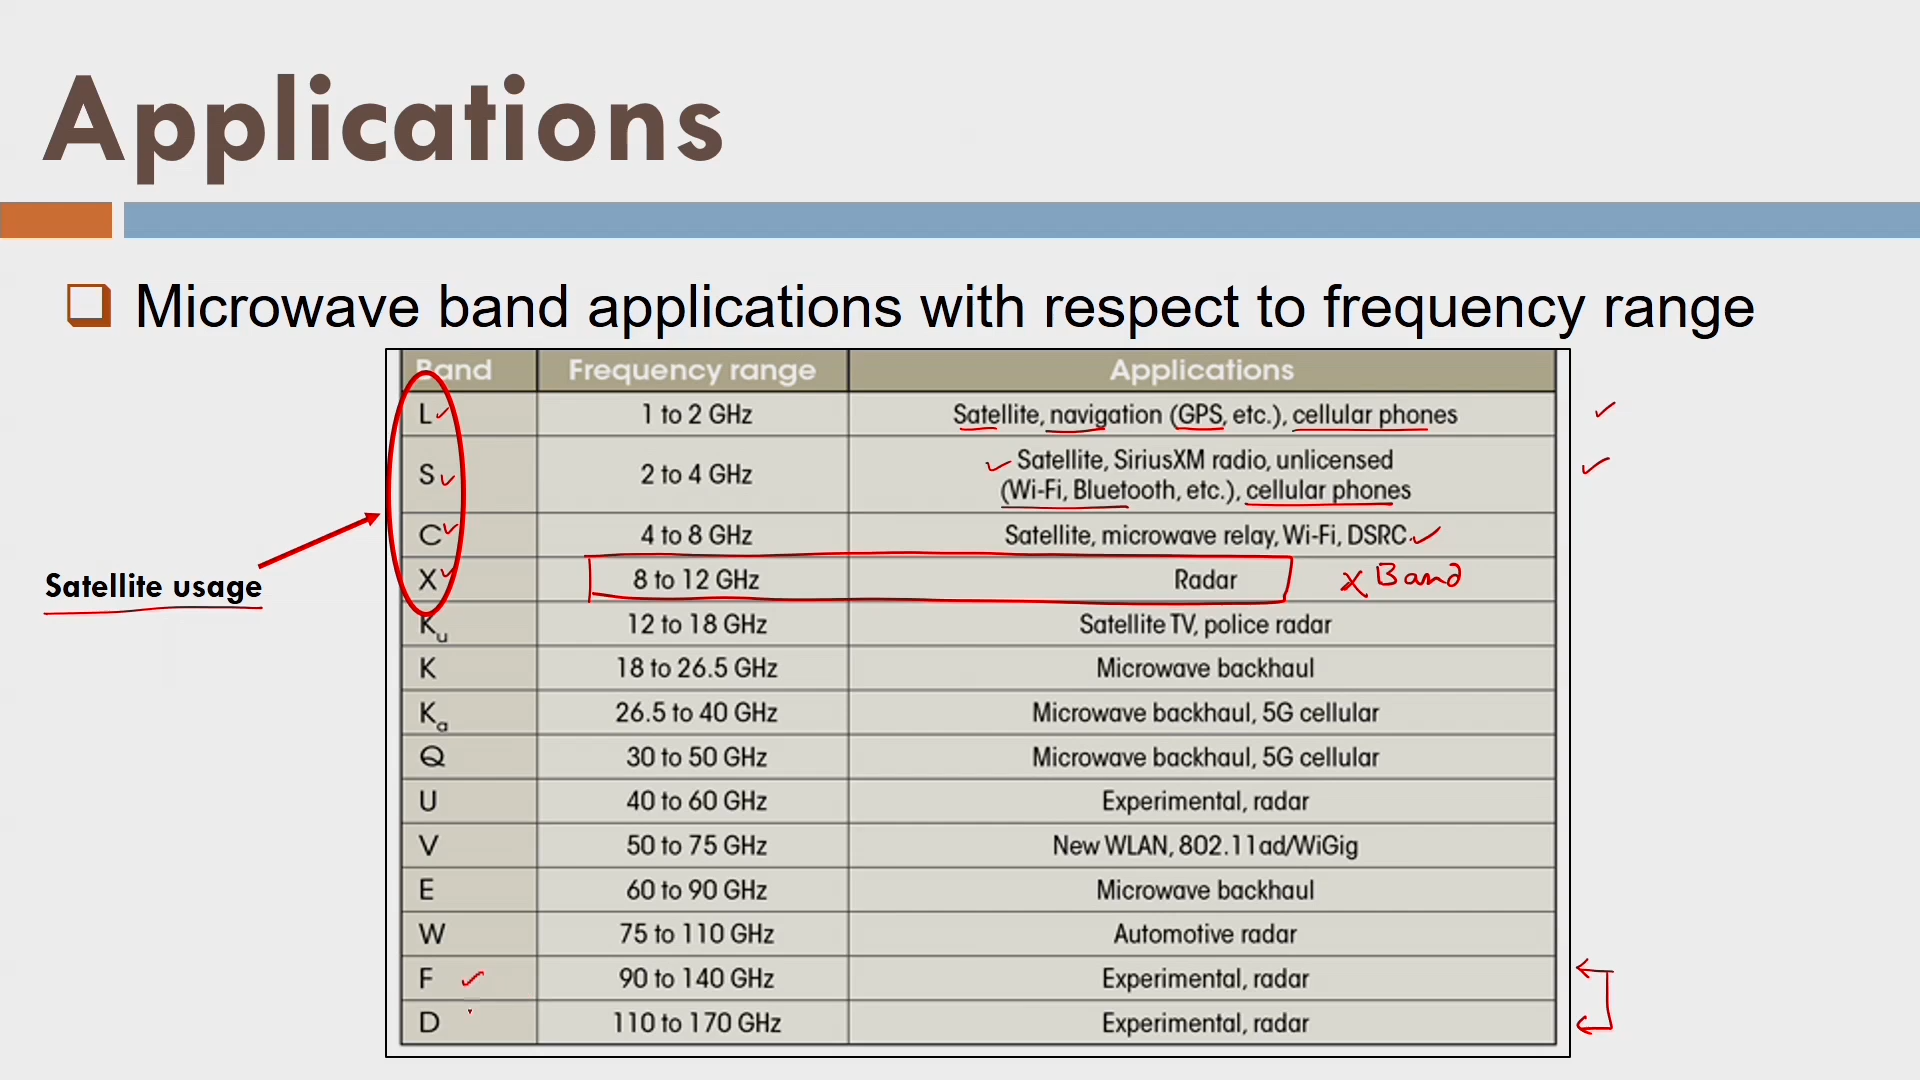 Applications
Microwave band applications with respect to frequency range
Band Frequency range Applications
L 1 to 2 GHz Satellite, navigation (GPS, etc.), cellular phones
S 2 to 4 GHz Satellite, SiriusXM radio, unlicensed
(Wi-Fi, Bluetooth, etc.), cellular phones
C 4 to 8 GHz Satellite, microwave relay, Wi-Fi, DSRC
X 8 to 12 GHz Radar X Band
Satellite usage
Ku 12 to 18 GHz Satellite TV, police radar
K 18 to 26.5 GHz Microwave backhaul
Ka 26.5 to 40 GHz Microwave backhaul, 5G cellular
Q 30 to 50 GHz Microwave backhaul, 5G cellular
U 40 to 60 GHz Experimental, radar
V 50 to 75 GHz New WLAN, 802.11ad/WiGig
E 60 to 90 GHz Microwave backhaul
W 75 to 110 GHz Automotive radar
F 90 to 140 GHz Experimental, radar
D 110 to 170 GHz Experimental, radar